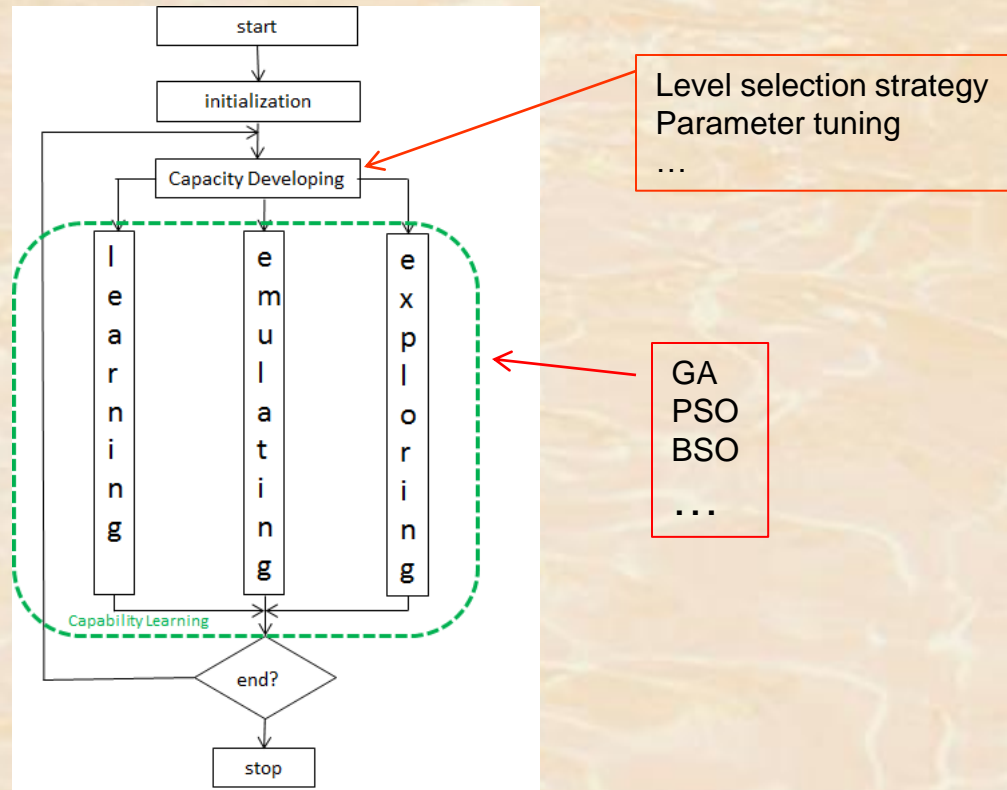 start
initialization
Capacity Developing
learning
emulating
exploring
Capability Learning
end?
stop
Level selection strategy
Parameter tuning
…
GA
PSO
BSO
…